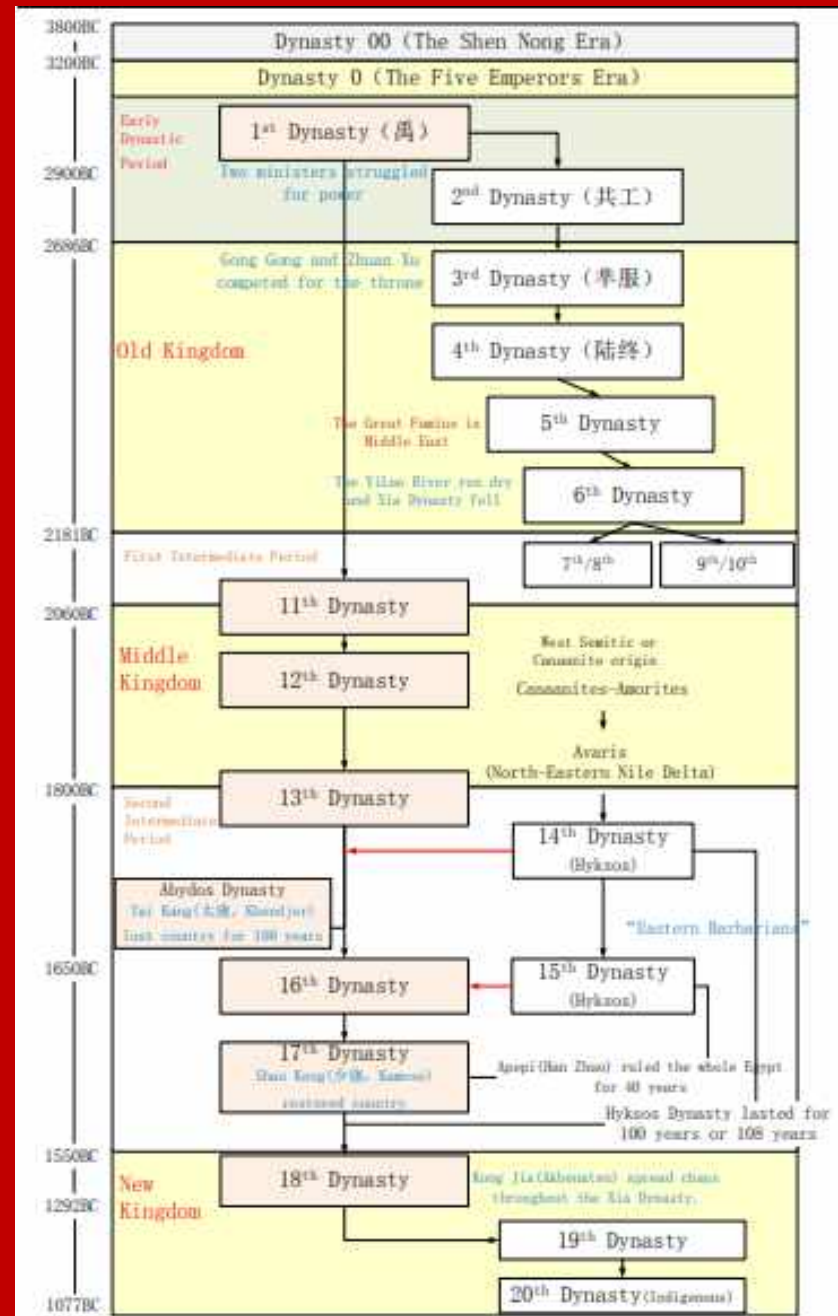 3800BC
Dynasty 00 (The Shen Nong Era)
3200BC
Dynasty 0 (The Five Emperors Era)
Early
Dynastic
Period
1st Dynasty (禹)
2900BC
Two ministers struggled
for power
2nd Dynasty (共工)
2686BC
Gong Gong and Zhuan Xu
competed for the throne
3rd Dynasty (芈服)
Old Kingdom
4th Dynasty (陆终)
The Great Famine in
Middle East
5th Dynasty
The YiLuo River run dry
and Xia Dynasty fell
6th Dynasty
2181BC
First Intermediate Period
7th/8th
9th/10th
2060BC
11th Dynasty
Middle
Kingdom
12th Dynasty
West Semitic or
Canaanite origin
Canaanites-Amorites
Avaris
(North-Eastern Nile Delta)
1800BC
13th Dynasty
Second
Intermediate
Period
14th Dynasty
(Hyksos)
Abydos Dynasty
Tai Kang(太康, Khendjer)
lost country for 100 years
"Eastern Barbarians"
1650BC
16th Dynasty
15th Dynasty
(Hyksos)
17th Dynasty
Shao Kang(少康, Kamose)
restored country
Apepi(Han Zhuo) ruled the whole Egypt
for 40 years
Hyksos Dynasty lasted for
100 years or 108 years
1550BC
18th Dynasty
New
Kingdom
1292BC
Kong Jia(Akhenaten) spread chaos
throughout the Xia Dynasty.
19th Dynasty
20th Dynasty(Indigenous)
1077BC